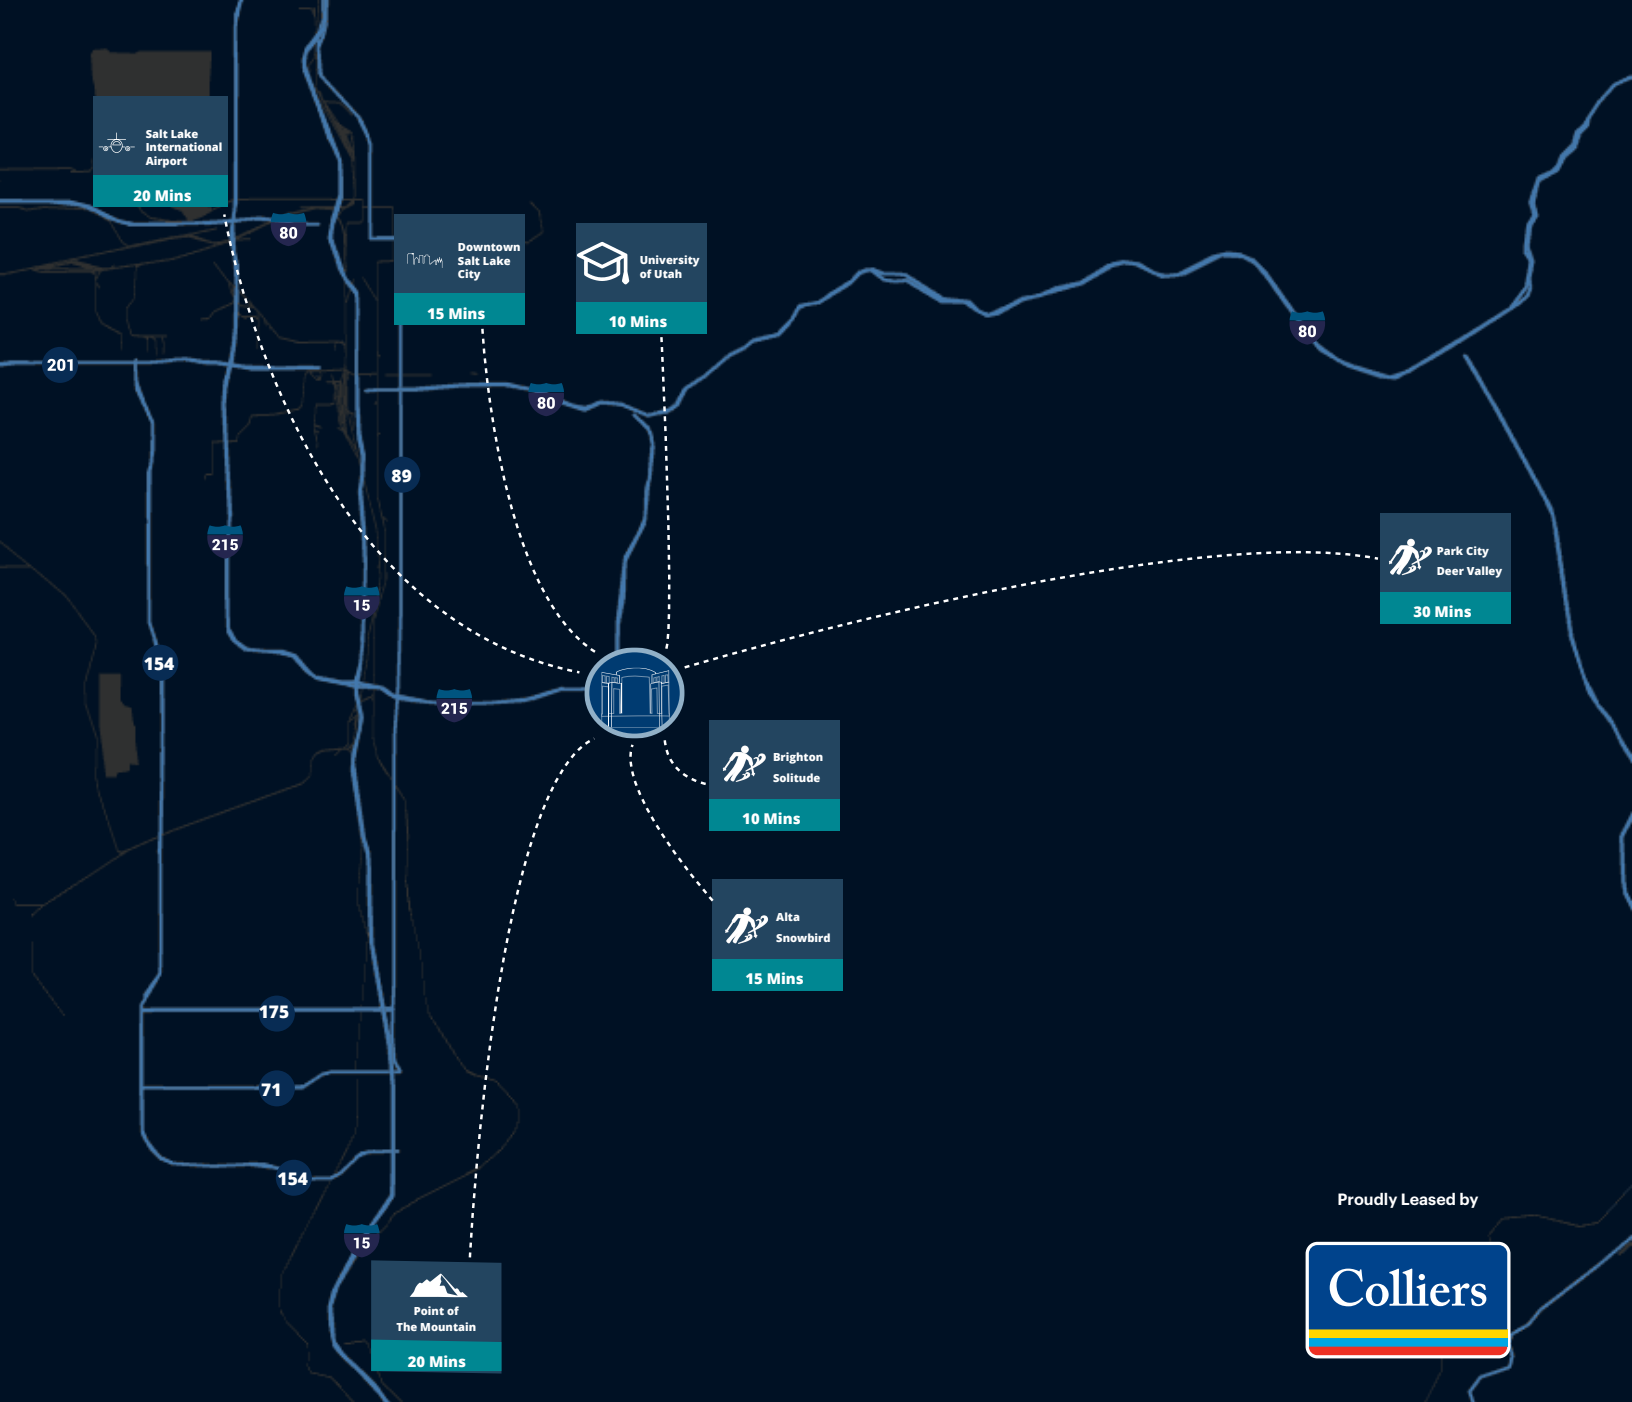 Salt Lake
International
Airport
20 Mins
80
Downtown
Salt Lake
City
15 Mins
University
of Utah
10 Mins
80
201
80
89
215
15
Park City
Deer Valley
30 Mins
154
215
Brighton
Solitude
10 Mins
Alta
Snowbird
15 Mins
175
71
154
15
Point of
The Mountain
20 Mins
Proudly Leased by
Colliers